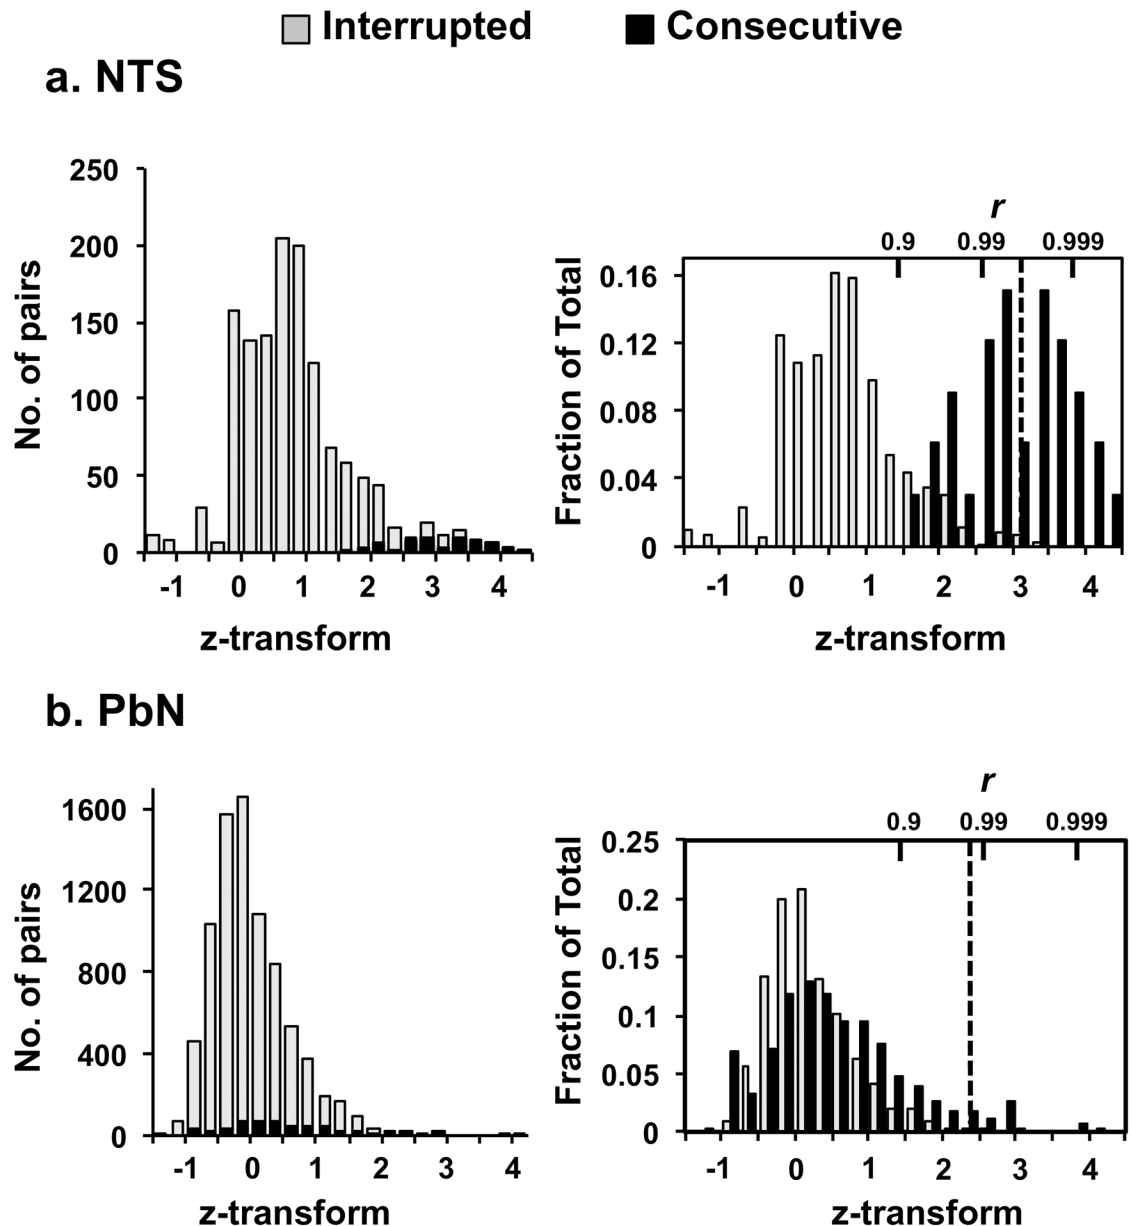 Interrupted Consecutive
a. NTS
No. of pairs
250
200
150
100
50
0
-1 0 1 2 3 4
z-transform
r
0.9 0.99 0.999
Fraction of Total
0.16
0.12
0.08
0.04
0
-1 0 1 2 3 4
z-transform
b. PbN
No. of pairs
1600
1200
800
400
0
-1 0 1 2 3 4
z-transform
r
0.9 0.99 0.999
Fraction of Total
0.25
0.2
0.15
0.1
0.05
0
-1 0 1 2 3 4
z-transform